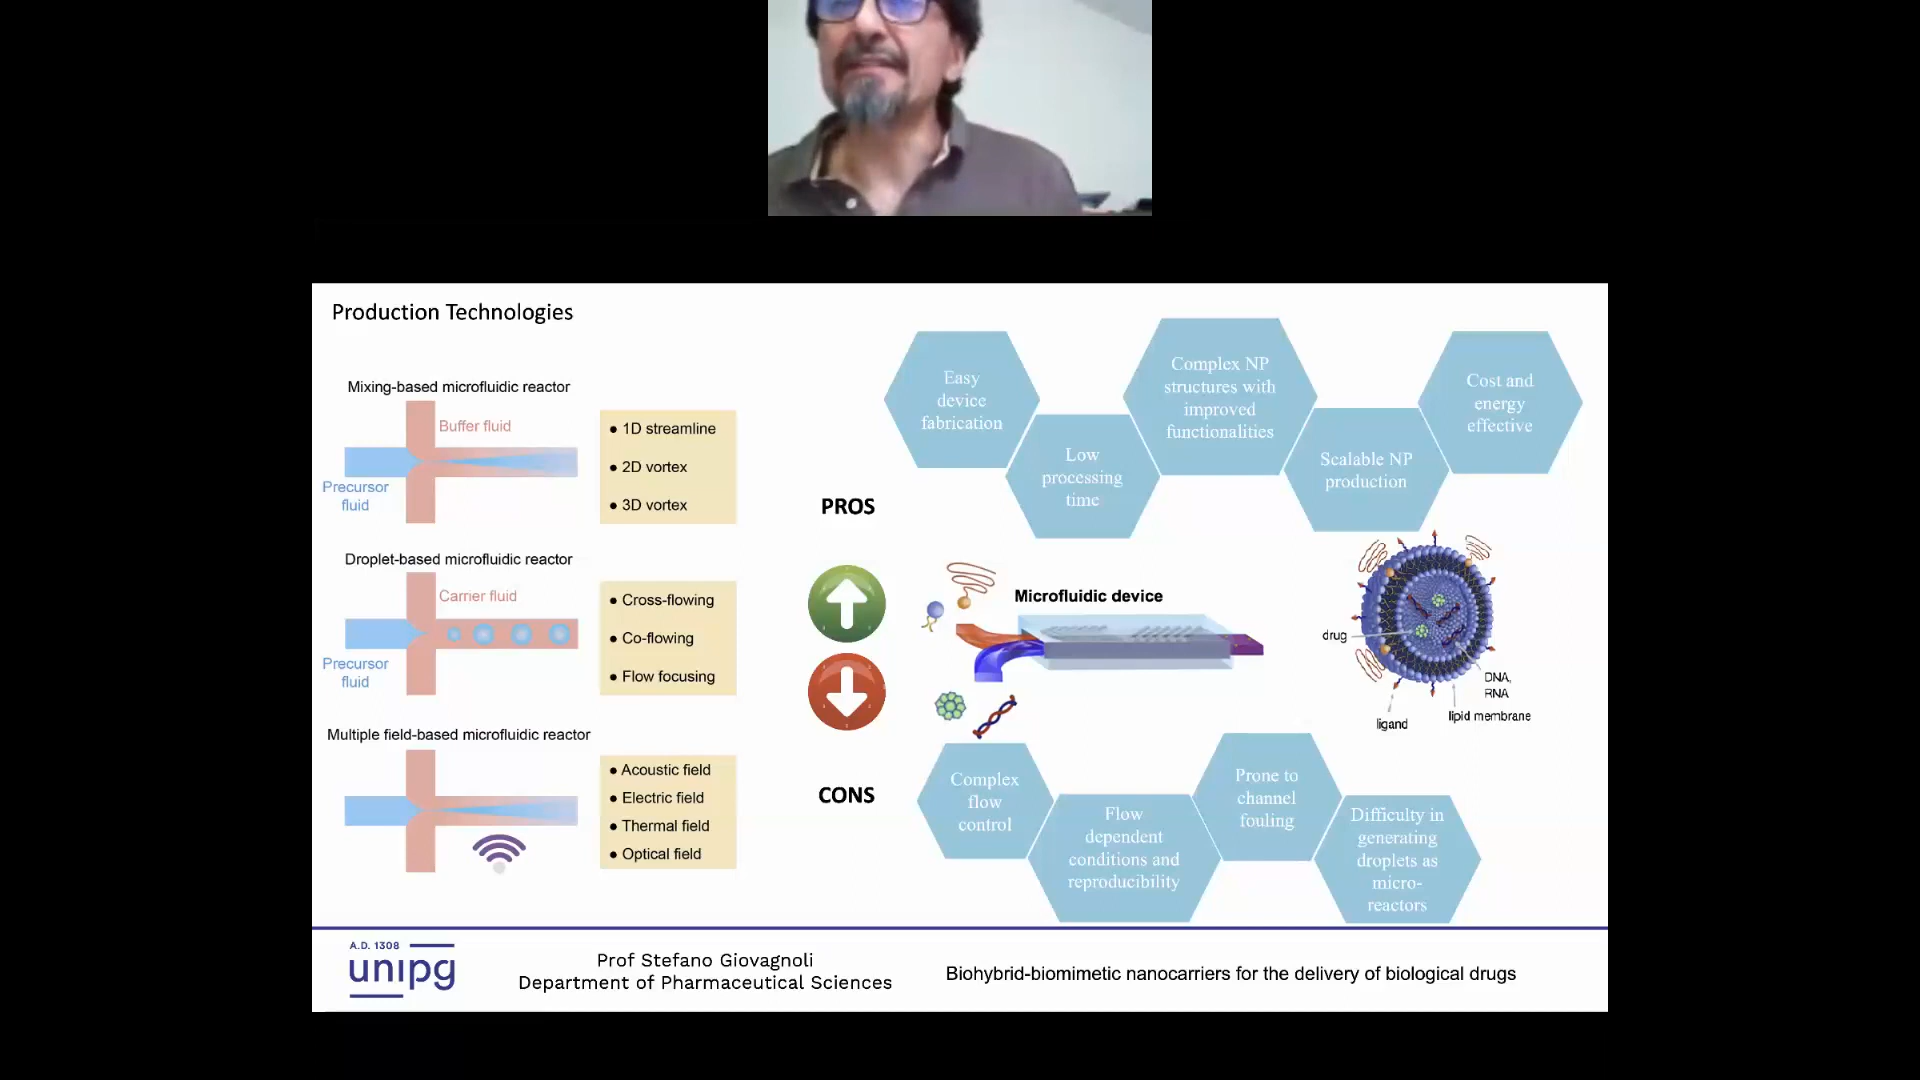 Production Technologies
Mixing-based microfluidic reactor
Buffer fluid
Precursor
fluid
● 1D streamline
● 2D vortex
● 3D vortex
Droplet-based microfluidic reactor
Carrier fluid
Precursor
fluid
● Cross-flowing
● Co-flowing
● Flow focusing
Multiple field-based microfluidic reactor
● Acoustic field
● Electric field
● Thermal field
● Optical field
PROS
Easy
device
fabrication
Low
processing
time
Complex NP
structures with
improved
functionalities
Scalable NP
production
Cost and
energy
effective
Microfluidic device
drug
DNA,
RNA
ligand
lipid membrane
CONS
Complex
flow
control
Flow
dependent
conditions and
reproducibility
Prone to
channel
fouling
Difficulty in
generating
droplets as
micro-
reactors
A.D. 1308
unipg
Prof Stefano Giovagnoli
Department of Pharmaceutical Sciences
Biohybrid-biomimetic nanocarriers for the delivery of biological drugs